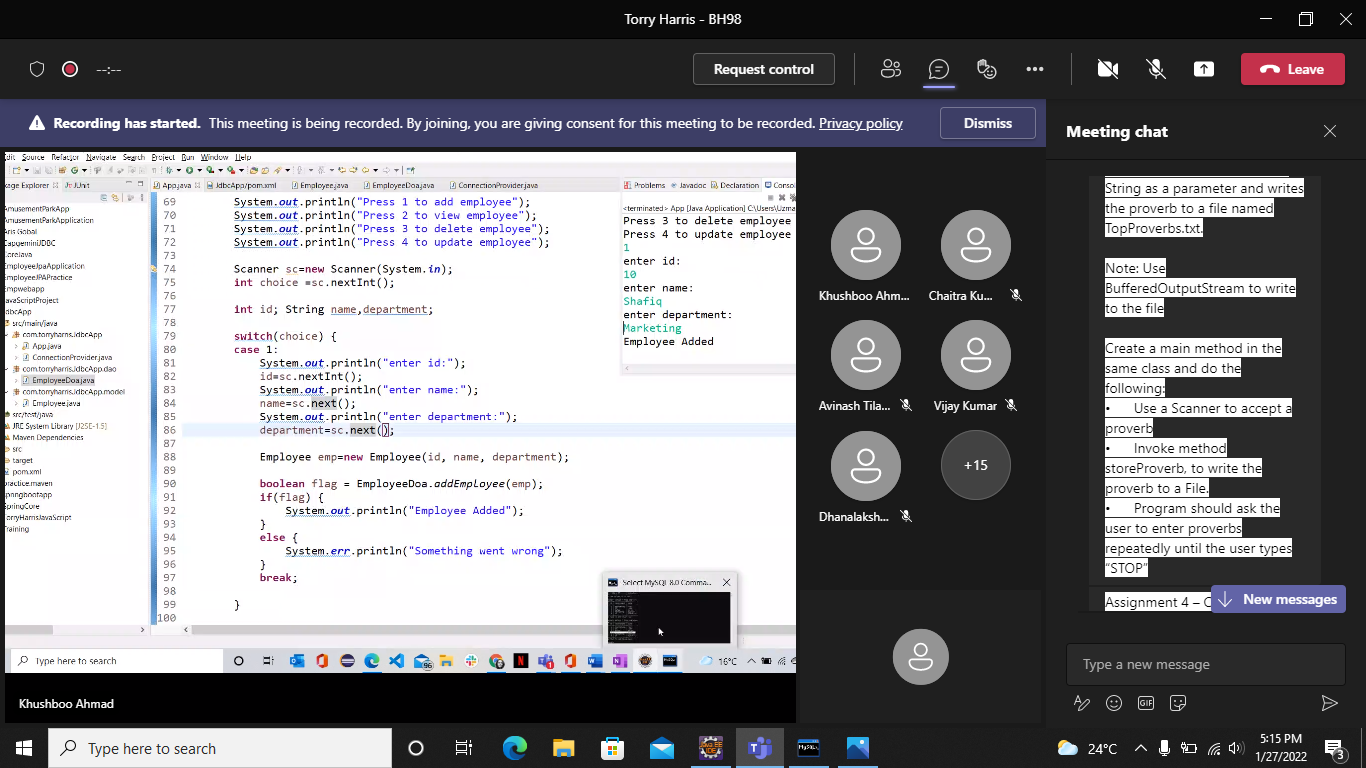 Torry Harris - BH98
--:--
Request control
Leave
Recording has started. This meeting is being recorded. By joining, you are giving consent for this meeting to be recorded. Privacy policy
Dismiss
Meeting chat
Edit Source Refactor Navigate Search Project Run Window Help
kage Explorer JUnit
App.java JdbcApp/pom.xml Employee.java EmployeeDoa.java ConnectionProvider.java
Problems Javadoc Declaration Consol
AmusementParkApp
AmusementParkApplication
Aris Gobal
CapgeminiJDBC
CoreJava
EmployeeJpaApplication
EmployeeJPAPractice
Empwebapp
JavaScriptProject
JdbcApp
src/main/java
com.torryharris.JdbcApp
App.java
ConnectionProvider.java
com.torryharris.JdbcApp.dao
EmployeeDoa.java
com.torryharris.JdbcApp.model
Employee.java
src/test/java
JRE System Library [J2SE-1.5]
Maven Dependencies
src
target
pom.xml
practice.maven
springbootapp
SpringCore
TorryHarrisJavaScript
Training
69 System.out.println("Press 1 to add employee");
70 System.out.println("Press 2 to view employee");
71 System.out.println("Press 3 to delete employee");
72 System.out.println("Press 4 to update employee");
73
74 Scanner sc=new Scanner(System.in);
75 int choice =sc.nextInt();
76
77 int id; String name,department;
78
79 switch(choice) {
80 case 1:
81 System.out.println("enter id:");
82 id=sc.nextInt();
83 System.out.println("enter name:");
84 name=sc.next();
85 System.out.println("enter department:");
86 department=sc.next();
87
88 Employee emp=new Employee(id, name, department);
89
90 boolean flag = EmployeeDoa.addEmployee(emp);
91 if(flag) {
92 System.out.println("Employee Added");
93 }
94 else {
95 System.err.println("Something went wrong");
96 }
97 break;
98
99 }
100
<terminated> App [Java Application] C:\Users\Uzma
Press 3 to delete employee
Press 4 to update employee
1
enter id:
10
enter name:
Shafiq
enter department:
Marketing
Employee Added
Select MySQL 8.0 Comma...
Type here to search
96
16°C
Khushboo Ahmad
Khushboo Ahm...
Chaitra Ku...
Avinash Tila...
Vijay Kumar
Dhanalaksh...
+15
String as a parameter and writes
the proverb to a file named
TopProverbs.txt.
Note: Use
BufferedOutputStream to write
to the file
Create a main method in the
same class and do the
following:
• Use a Scanner to accept a
proverb
• Invoke method
storeProverb, to write the
proverb to a File.
• Program should ask the
user to enter proverbs
repeatedly until the user types
“STOP”
Assignment 4 – C
New messages
Type a new message
GIF
Type here to search
24°C
5:15 PM
1/27/2022
3